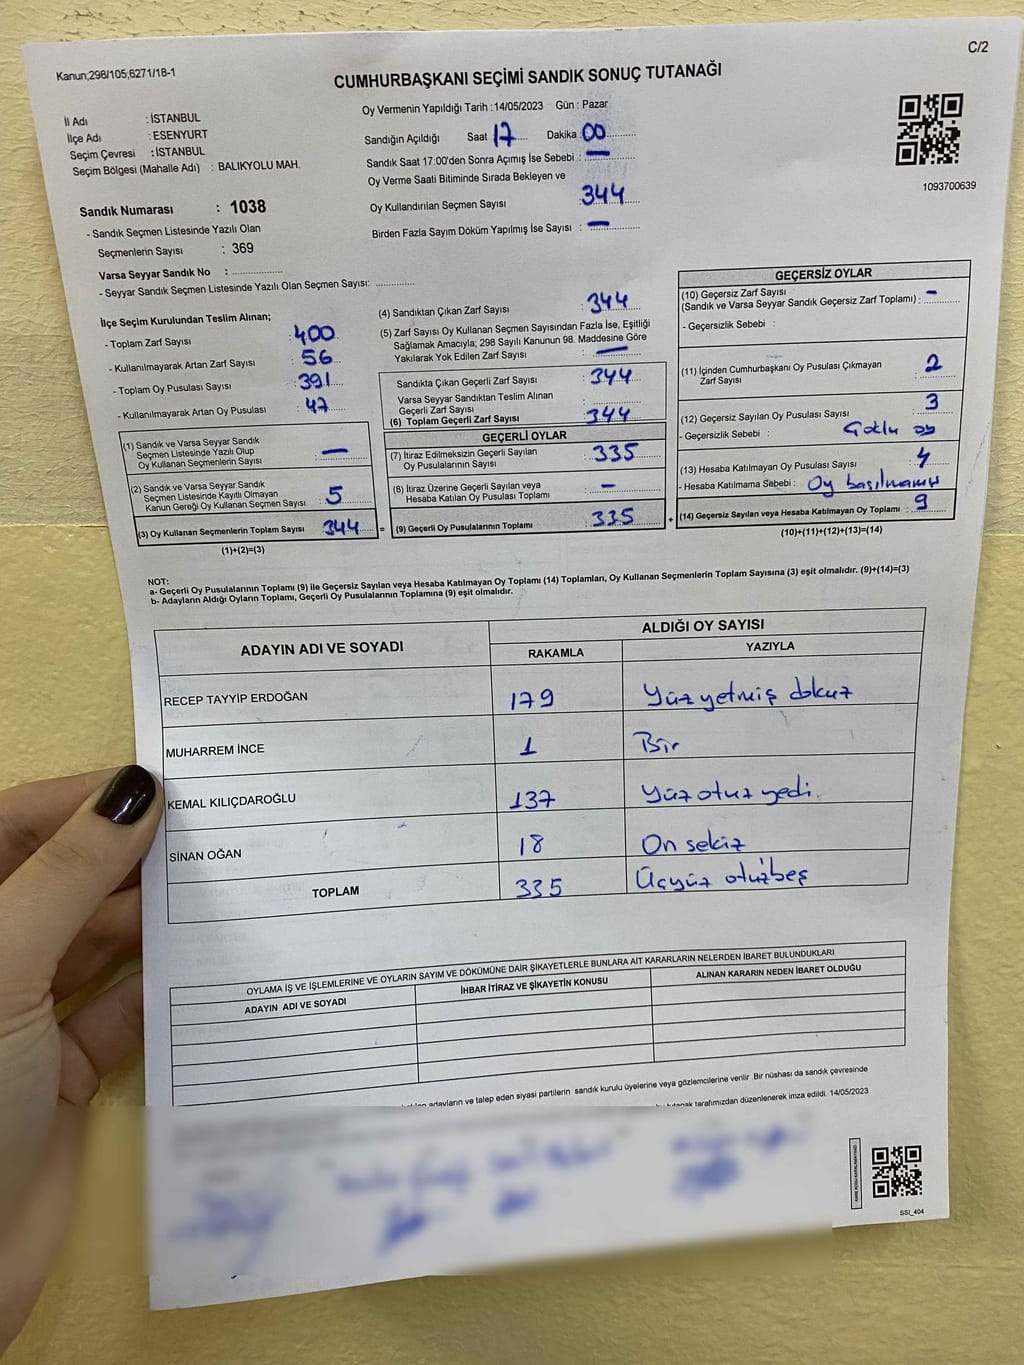 C/2
Kanun;298/105;6271/18-1
CUMHURBAŞKANI SEÇİMİ SANDIK SONUÇ TUTANAĞI
İl Adı : İSTANBUL
İlçe Adı : ESENYURT
Seçim Çevresi : İSTANBUL
Seçim Bölgesi (Mahalle Adı) : BALIKYOLU MAH.
Sandık Numarası : 1038
- Sandık Seçmen Listesinde Yazılı Olan
Seçmenlerin Sayısı : 369
Varsa Seyyar Sandık No : ..................
- Seyyar Sandık Seçmen Listesinde Yazılı Olan Seçmen Sayısı: .............
Oy Vermenin Yapıldığı Tarih : 14/05/2023 Gün : Pazar
Sandığın Açıldığı Saat 17 Dakika 00
Sandık Saat 17:00'den Sonra Açımış İse Sebebi : —
Oy Verme Saati Bitiminde Sırada Bekleyen ve
Oy Kullandırılan Seçmen Sayısı : 344
Birden Fazla Sayım Döküm Yapılmış İse Sayısı : —
1093700639
İlçe Seçim Kurulundan Teslim Alınan;
- Toplam Zarf Sayısı : 400
- Kullanılmayarak Artan Zarf Sayısı : 56
- Toplam Oy Pusulası Sayısı : 391
- Kullanılmayarak Artan Oy Pusulası : 47
(1) Sandık ve Varsa Seyyar Sandık
Seçmen Listesinde Yazılı Olup
Oy Kullanan Seçmenlerin Sayısı : —
(2) Sandık ve Varsa Seyyar Sandık
Seçmen Listesinde Kayıtlı Olmayan
Kanun Gereği Oy Kullanan Seçmen Sayısı : 5
(3) Oy Kullanan Seçmenlerin Toplam Sayısı : 344 =
(1)+(2)=(3)
(4) Sandıktan Çıkan Zarf Sayısı : 344
(5) Zarf Sayısı Oy Kullanan Seçmen Sayısından Fazla İse, Eşitliği
Sağlamak Amacıyla; 298 Sayılı Kanunun 98. Maddesine Göre
Yakılarak Yok Edilen Zarf Sayısı : —
Sandıkta Çıkan Geçerli Zarf Sayısı : 344
Varsa Seyyar Sandıktan Teslim Alınan
Geçerli Zarf Sayısı
(6) Toplam Geçerli Zarf Sayısı : 344
GEÇERLİ OYLAR
(7) İtiraz Edilmeksizin Geçerli Sayılan
Oy Pusulalarının Sayısı : 335
(8) İtiraz Üzerine Geçerli Sayılan veya
Hesaba Katılan Oy Pusulası Toplamı : —
(9) Geçerli Oy Pusulalarının Toplamı : 335 +
GEÇERSİZ OYLAR
(10) Geçersiz Zarf Sayısı
(Sandık ve Varsa Seyyar Sandık Geçersiz Zarf Toplamı) : —
- Geçersizlik Sebebi :
(11) İçinden Cumhurbaşkanı Oy Pusulası Çıkmayan
Zarf Sayısı : 2
(12) Geçersiz Sayılan Oy Pusulası Sayısı : 3
- Geçersizlik Sebebi : Çoklu oy
(13) Hesaba Katılmayan Oy Pusulası Sayısı : 4
- Hesaba Katılmama Sebebi : Oy basılmamış
(14) Geçersiz Sayılan veya Hesaba Katılmayan Oy Toplamı : 9
(10)+(11)+(12)+(13)=(14)
NOT:
a- Geçerli Oy Pusulalarının Toplamı (9) ile Geçersiz Sayılan veya Hesaba Katılmayan Oy Toplamı (14) Toplamları, Oy Kullanan Seçmenlerin Toplam Sayısına (3) eşit olmalıdır. (9)+(14)=(3)
b- Adayların Aldığı Oyların Toplamı, Geçerli Oy Pusulalarının Toplamına (9) eşit olmalıdır.
ADAYIN ADI VE SOYADI ALDIĞI OY SAYISI
RAKAMLA YAZIYLA
RECEP TAYYİP ERDOĞAN 179 Yüz yetmiş dokuz
MUHARREM İNCE 1 Bir
KEMAL KILIÇDAROĞLU 137 Yüz otuz yedi.
SİNAN OĞAN 18 On sekiz
TOPLAM 335 Üçyüz otuzbeş
OYLAMA İŞ VE İŞLEMLERİNE VE OYLARIN SAYIM VE DÖKÜMÜNE DAİR ŞİKAYETLERLE BUNLARA AİT KARARLARIN NELERDEN İBARET BULUNDUKLARI
ADAYIN ADI VE SOYADI İHBAR İTİRAZ VE ŞİKAYETİN KONUSU ALINAN KARARIN NEDEN İBARET OLDUĞU
adayların ve talep eden siyasi partilerin sandık kurulu üyelerine veya gözlemcilerine verilir .Bir nüshası da sandık çevresinde
tutanak tarafımızdan düzenlenerek imza edildi. 14/05/2023
SSI_404